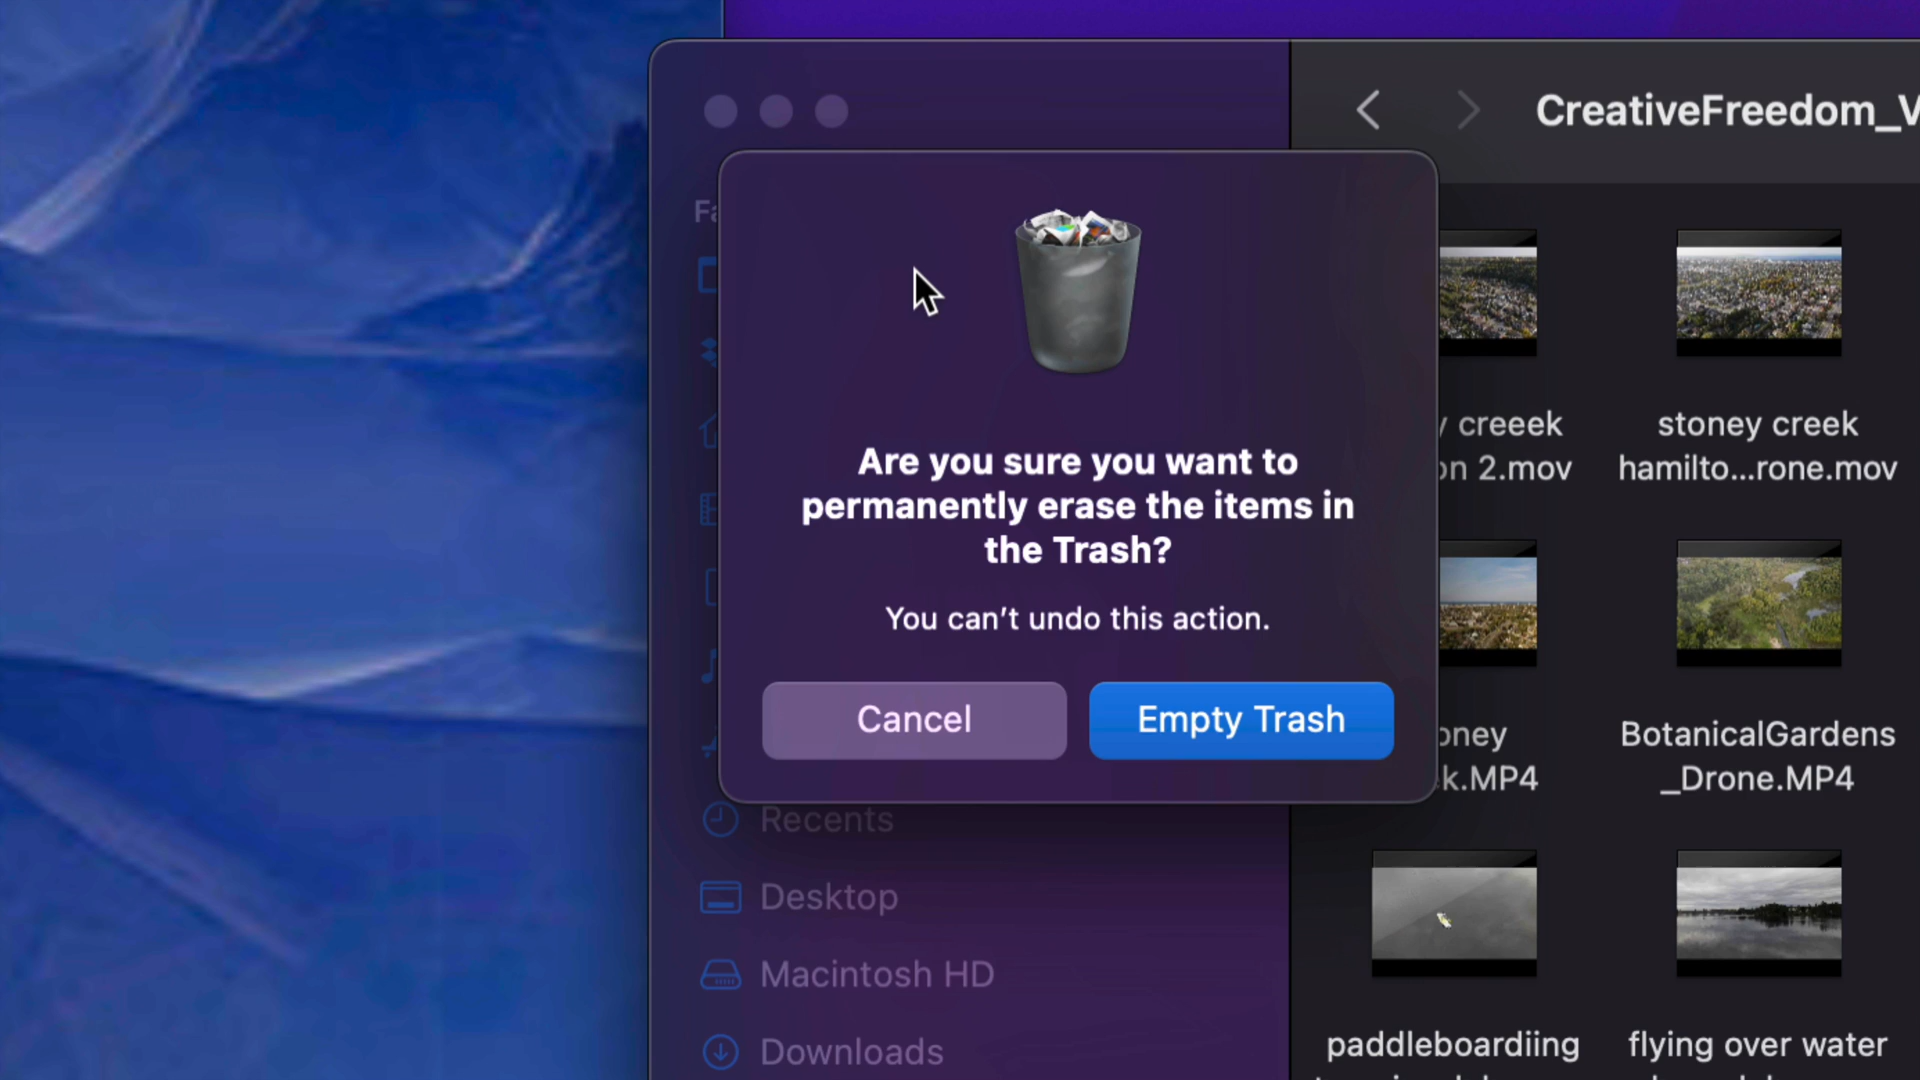 CreativeFreedom_V
Fa
Are you sure you want to
permanently erase the items in
the Trash?
You can't undo this action.
Cancel
Empty Trash
creeek
on 2.mov
stoney creek
hamilto...rone.mov
oney
k.MP4
BotanicalGardens
_Drone.MP4
Recents
Desktop
Macintosh HD
Downloads
paddleboardiing
flying over water